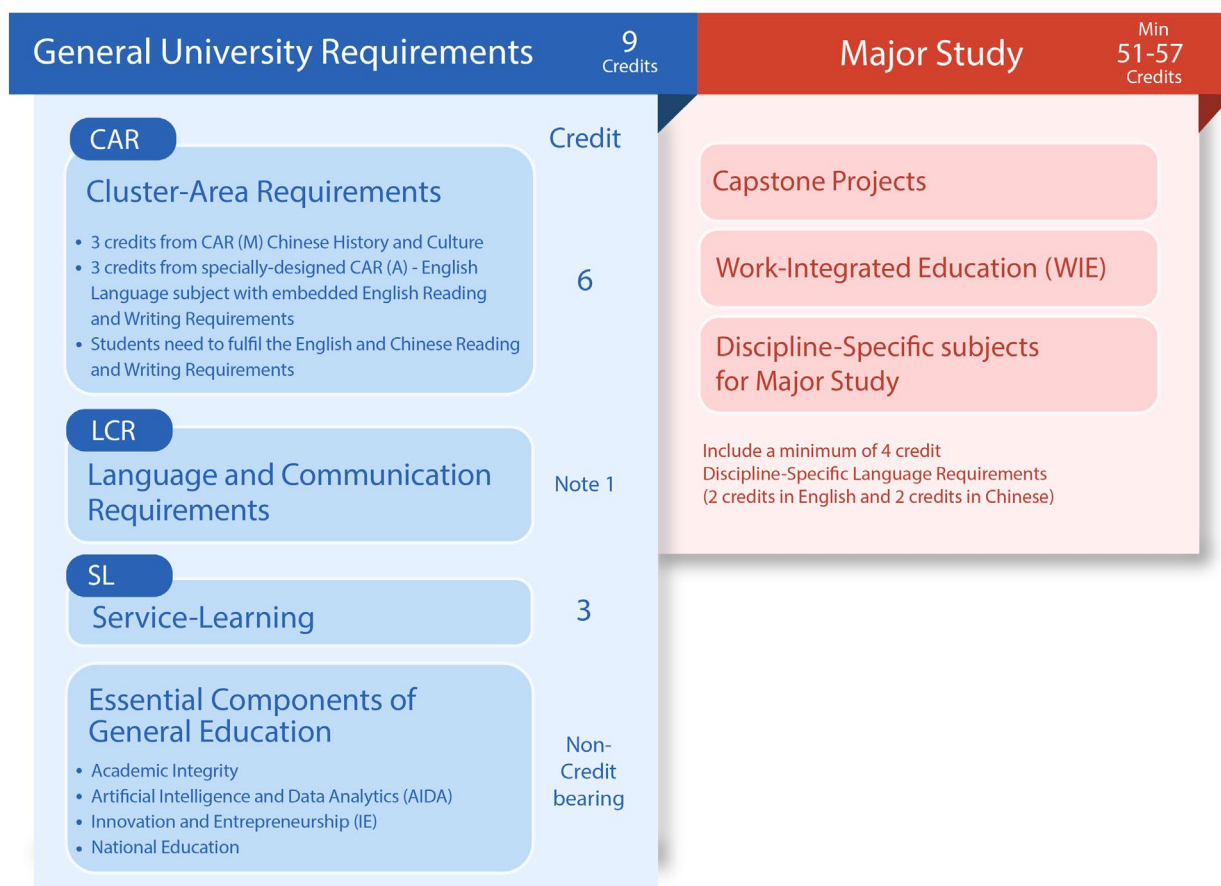 General University Requirements
9
Credits
Major Study
Min
51-57
Credits
CAR
Credit
Cluster-Area Requirements
• 3 credits from CAR (M) Chinese History and Culture
• 3 credits from specially-designed CAR (A) - English
Language subject with embedded English Reading
and Writing Requirements
• Students need to fulfil the English and Chinese Reading
and Writing Requirements
6
LCR
Language and Communication
Requirements
Note 1
SL
Service-Learning
3
Essential Components of
General Education
• Academic Integrity
• Artificial Intelligence and Data Analytics (AIDA)
• Innovation and Entrepreneurship (IE)
• National Education
Non-
Credit
bearing
Capstone Projects
Work-Integrated Education (WIE)
Discipline-Specific subjects
for Major Study
Include a minimum of 4 credit
Discipline-Specific Language Requirements
(2 credits in English and 2 credits in Chinese)